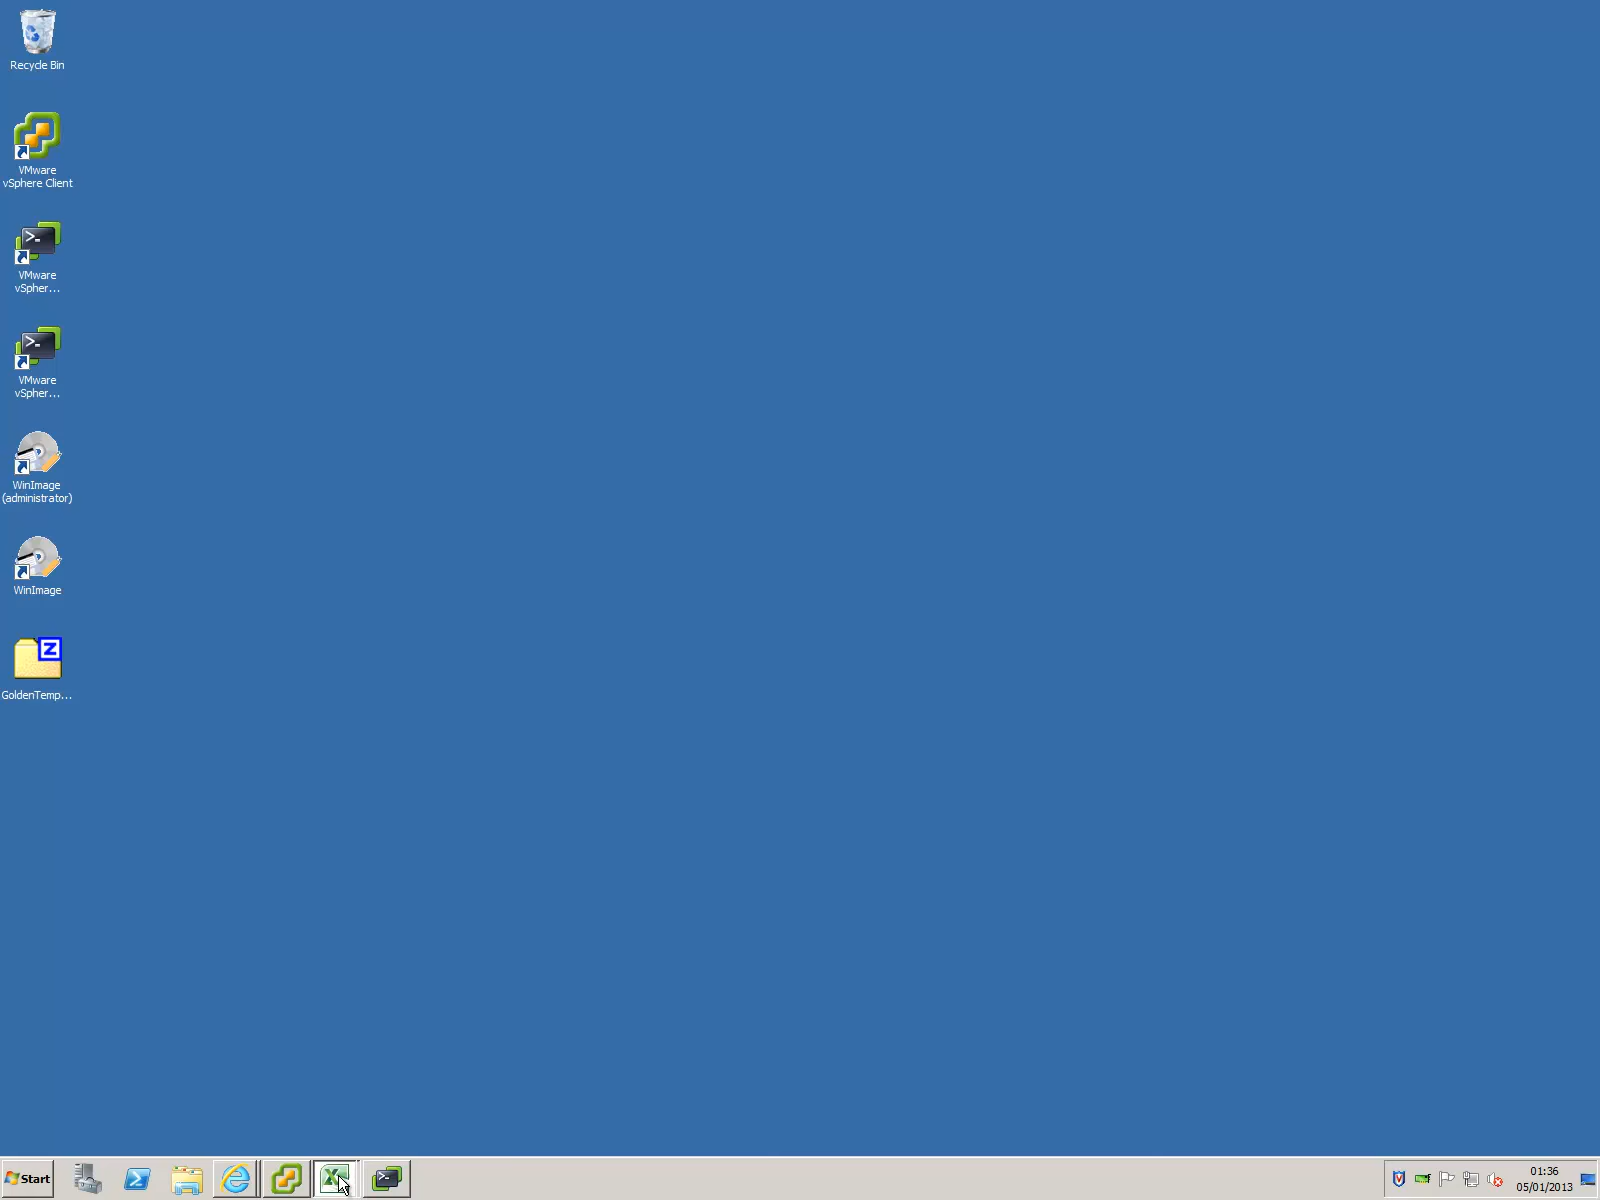 Recycle Bin
VMware
vSphere Client
VMware
vSpher...
VMware
vSpher...
WinImage
(administrator)
WinImage
GoldenTemp...
Start
01:36
05/01/2013